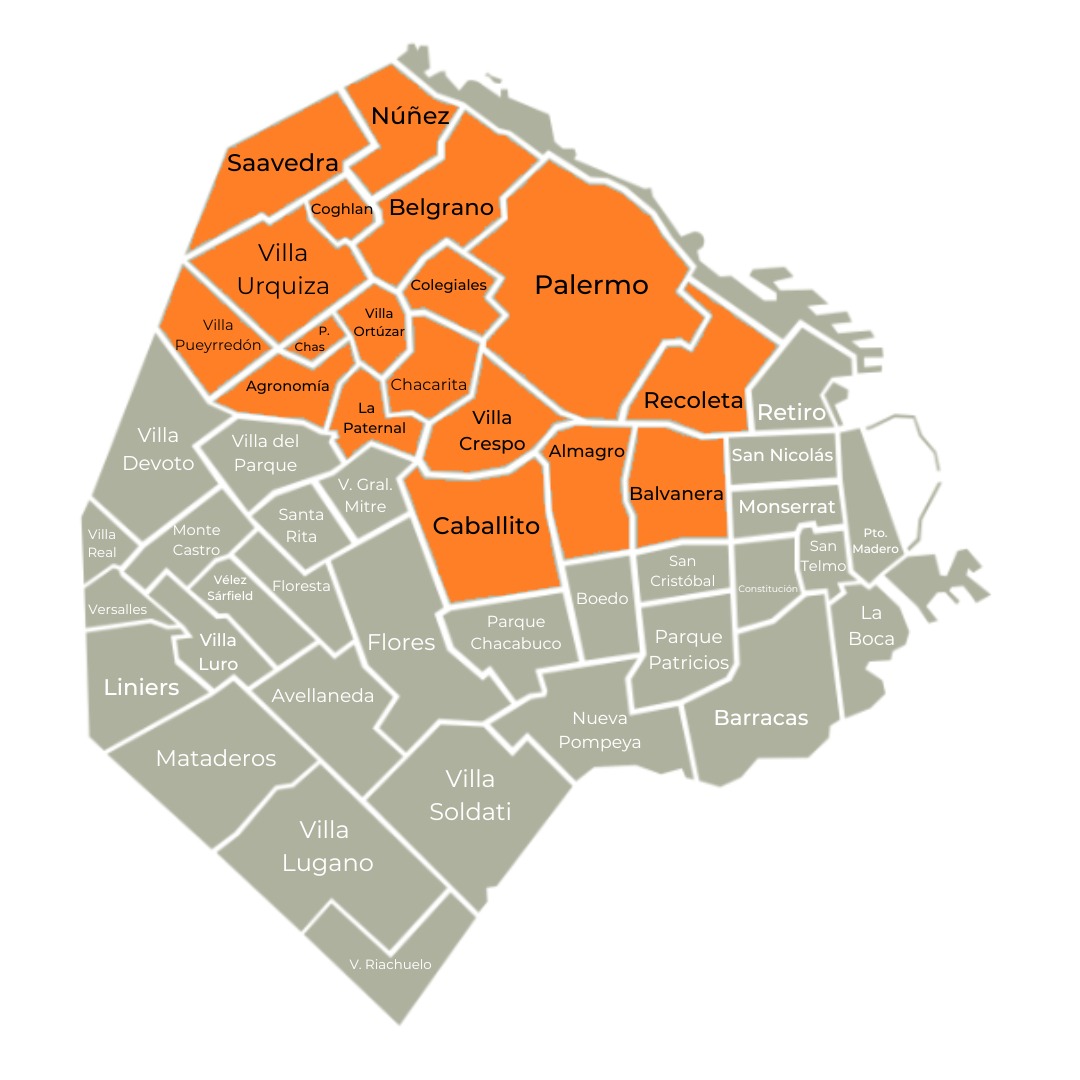 Núñez
Saavedra
Coghlan
Belgrano
Villa
Urquiza
Colegiales
Palermo
Villa
Pueyrredón
P.
Chas
Villa
Ortúzar
Agronomía
Chacarita
La
Paternal
Villa
Crespo
Recoleta
Retiro
Villa
Devoto
Villa del
Parque
Almagro
San Nicolás
V. Gral.
Mitre
Balvanera
Monserrat
Caballito
Santa
Rita
Villa
Real
Monte
Castro
Pto.
Madero
San
Telmo
San
Cristóbal
Constitución
Vélez
Sárfield
Floresta
Boedo
Versalles
La
Boca
Parque
Chacabuco
Villa
Luro
Flores
Parque
Patricios
Liniers
Avellaneda
Nueva
Pompeya
Barracas
Mataderos
Villa
Soldati
Villa
Lugano
V. Riachuelo